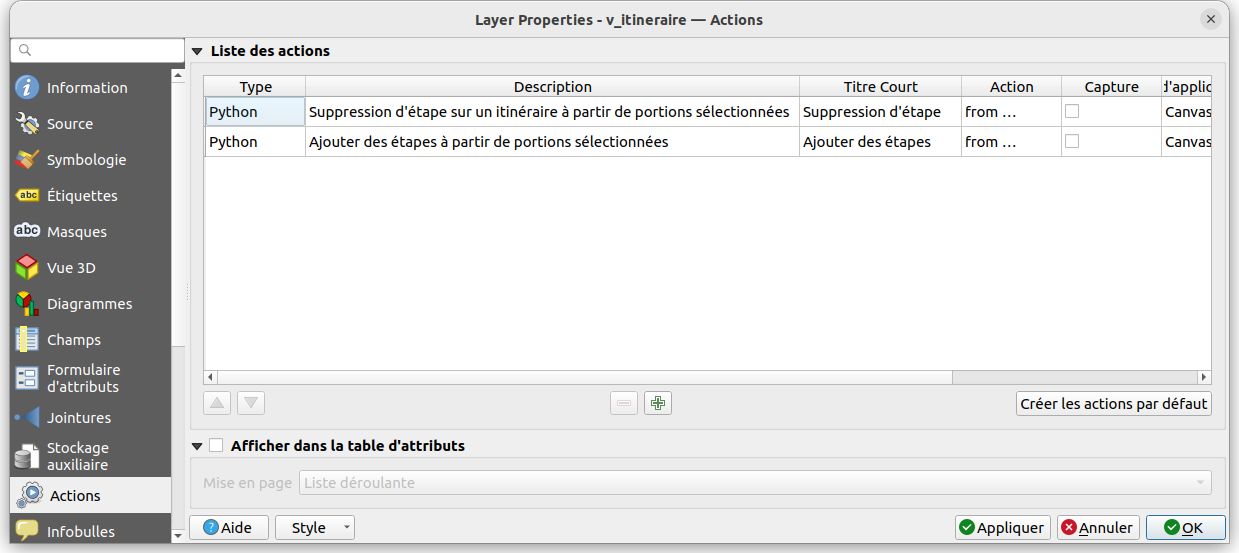 Layer Properties - v_itineraire — Actions
Information
Source
Symbologie
abc Étiquettes
abc Masques
Vue 3D
Diagrammes
Champs
Formulaire
d'attributs
Jointures
Stockage
auxiliaire
Actions
Infobulles
Liste des actions
Type Description Titre Court Action Capture d'applic
Python Suppression d'étape sur un itinéraire à partir de portions sélectionnées Suppression d'étape from ... Canvas
Python Ajouter des étapes à partir de portions sélectionnées Ajouter des étapes from ... Canvas
Créer les actions par défaut
Afficher dans la table d'attributs
Mise en page Liste déroulante
Aide Style Appliquer Annuler OK